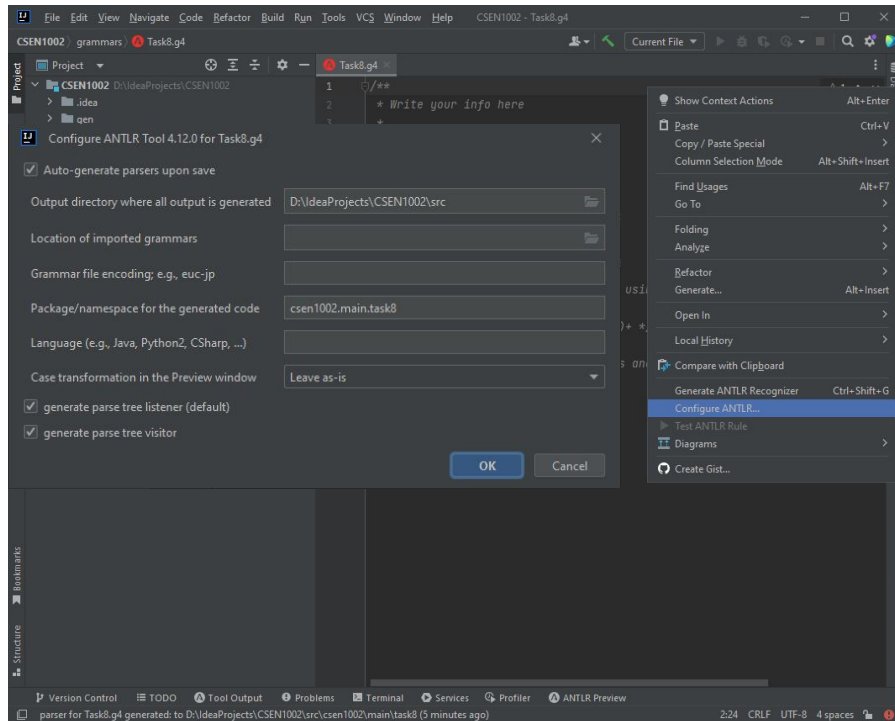 File Edit View Navigate Code Refactor Build Run Tools VCS Window Help CSEN1002 - Task8.g4
CSEN1002 grammars Task8.g4 Current File
Project Task8.g4
Project
CSEN1002 D:\IdeaProjects\CSEN1002
.idea
gen
1 /**
2 * Write your info here
3 *
Configure ANTLR Tool 4.12.0 for Task8.g4
Auto-generate parsers upon save
Output directory where all output is generated D:\IdeaProjects\CSEN1002\src
Location of imported grammars
Grammar file encoding; e.g., euc-jp
Package/namespace for the generated code csen1002.main.task8
Language (e.g., Java, Python2, CSharp, ...)
Case transformation in the Preview window Leave as-is
generate parse tree listener (default)
generate parse tree visitor
OK Cancel
)+ *
Show Context Actions Alt+Enter
Paste Ctrl+V
Copy / Paste Special
Column Selection Mode Alt+Shift+Insert
Find Usages Alt+F7
Go To
Folding
Analyze
Refactor
Generate... Alt+Insert
Open In
Local History
Compare with Clipboard
Generate ANTLR Recognizer Ctrl+Shift+G
Configure ANTLR...
Test ANTLR Rule
Diagrams
Create Gist...
Bookmarks
Structure
Version Control TODO Tool Output Problems Terminal Services Profiler ANTLR Preview
parser for Task8.g4 generated: to D:\IdeaProjects\CSEN1002\src\csen1002\main\task8 (5 minutes ago) 2:24 CRLF UTF-8 4 spaces